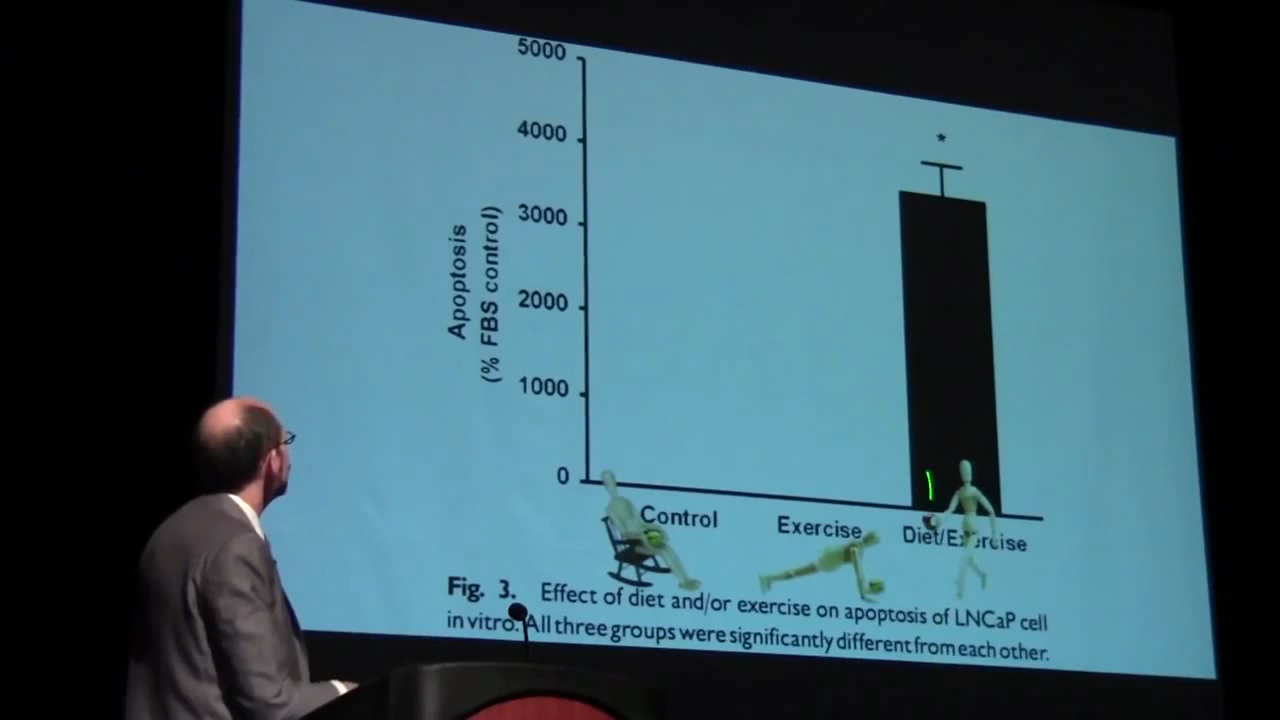 5000
4000
*
3000
2000
1000
0
Apoptosis
(% FBS control)
Control
Exercise
Diet/Exercise
Fig. 3. Effect of diet and/or exercise on apoptosis of LNCaP cell
in vitro. All three groups were significantly different from each other.